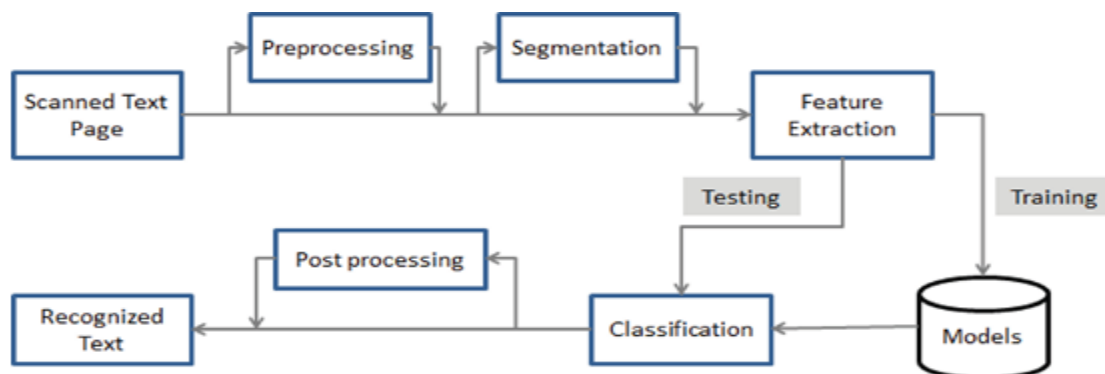 Preprocessing
Segmentation
Scanned Text
Page
Feature
Extraction
Testing
Training
Post processing
Recognized
Text
Classification
Models